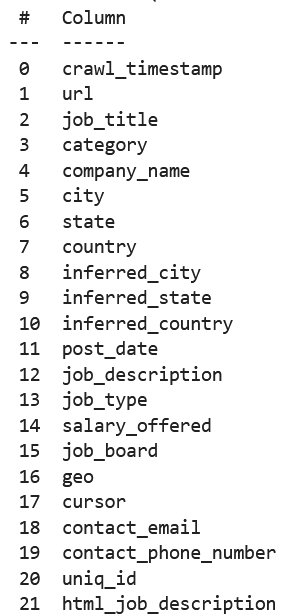 #   Column
---  ------
0   crawl_timestamp
1   url
2   job_title
3   category
4   company_name
5   city
6   state
7   country
8   inferred_city
9   inferred_state
10  inferred_country
11  post_date
12  job_description
13  job_type
14  salary_offered
15  job_board
16  geo
17  cursor
18  contact_email
19  contact_phone_number
20  uniq_id
21  html_job_description